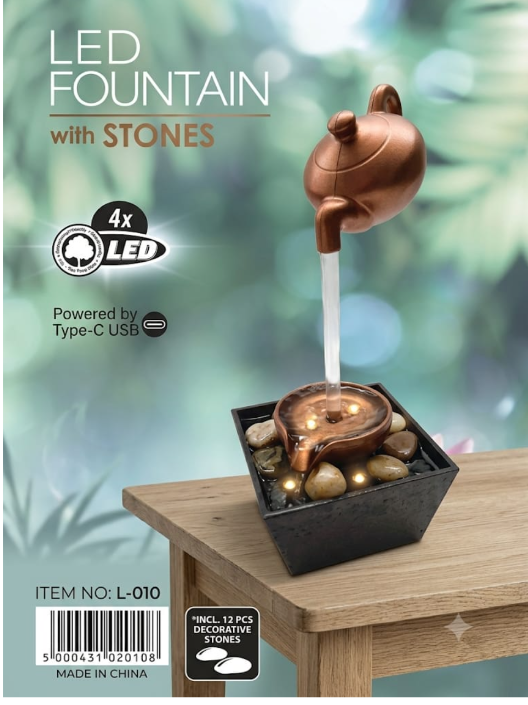 LED
FOUNTAIN
with STONES
4x
LED
Powered by
Type-C USB
ITEM NO: L-010
*INCL. 12 PCS
DECORATIVE
STONES
5 000431 020108
MADE IN CHINA